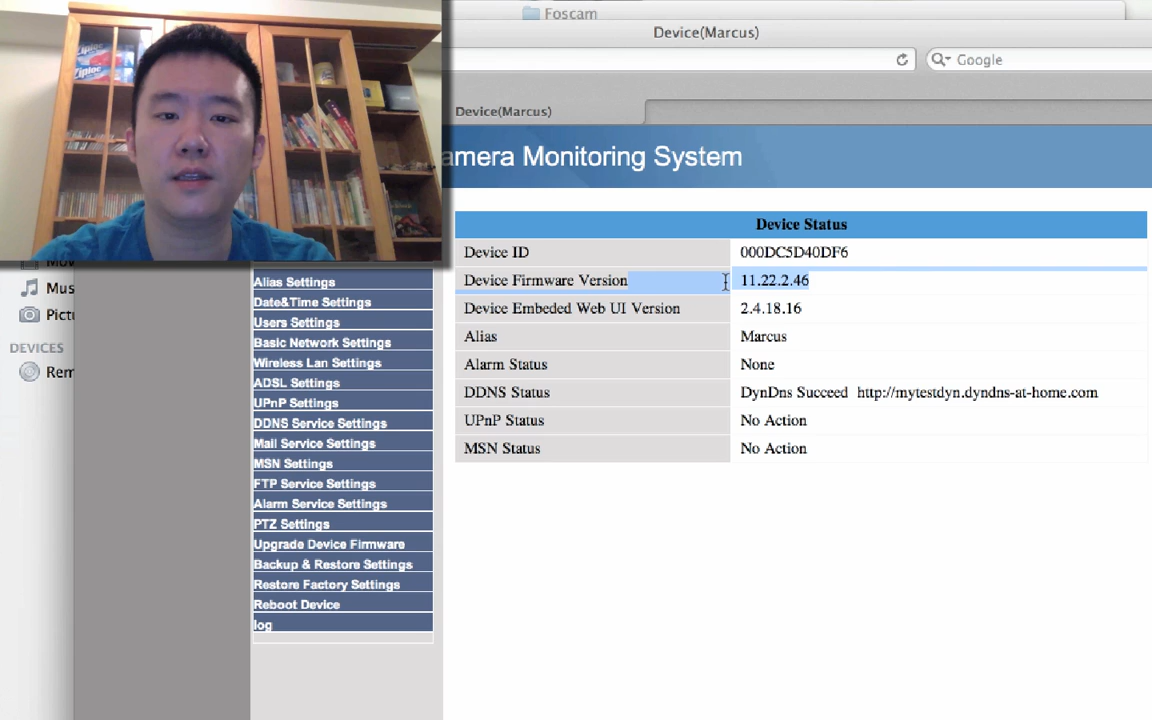 Foscam
Device(Marcus)
Google
Device(Marcus)
amera Monitoring System
Ziploc
Ziploc
Device Status
Device ID 000DC5D40DF6
Device Firmware Version 11.22.2.46
Device Embeded Web UI Version 2.4.18.16
Alias Marcus
Alarm Status None
DDNS Status DynDns Succeed http://mytestdyn.dyndns-at-home.com
UPnP Status No Action
MSN Status No Action
Mus
Pictu
DEVICES
Rem
Alias Settings
Date&Time Settings
Users Settings
Basic Network Settings
Wireless Lan Settings
ADSL Settings
UPnP Settings
DDNS Service Settings
Mail Service Settings
MSN Settings
FTP Service Settings
Alarm Service Settings
PTZ Settings
Upgrade Device Firmware
Backup & Restore Settings
Restore Factory Settings
Reboot Device
log